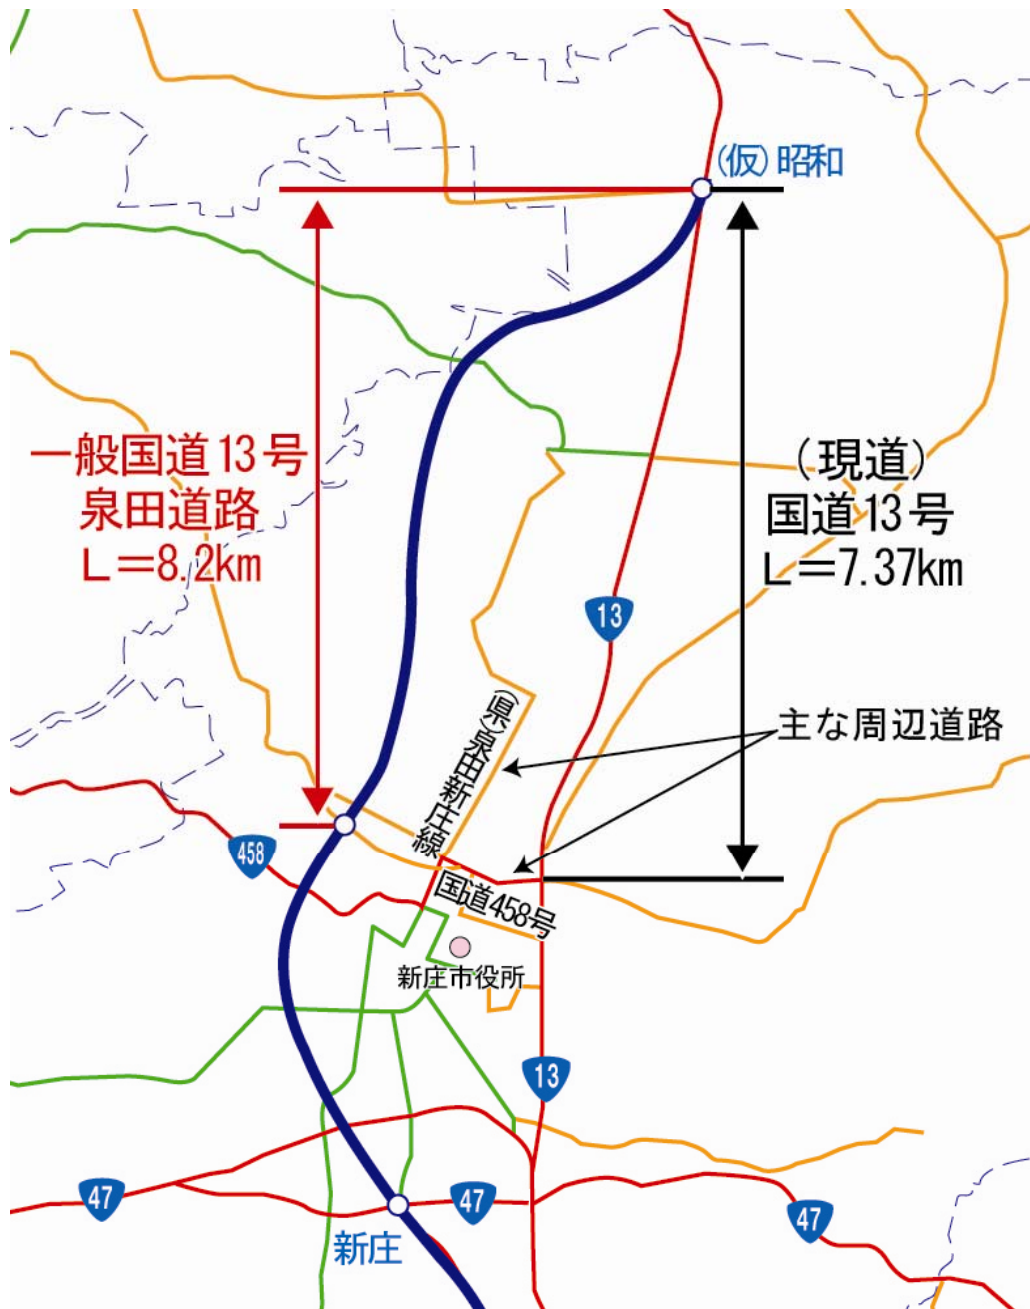 (仮)昭和
一般国道13号
泉田道路
L=8.2km
(現道)
国道13号
L=7.37km
13
(県)泉田新庄線
主な周辺道路
458
国道458号
新庄市役所
13
47
47
47
新庄